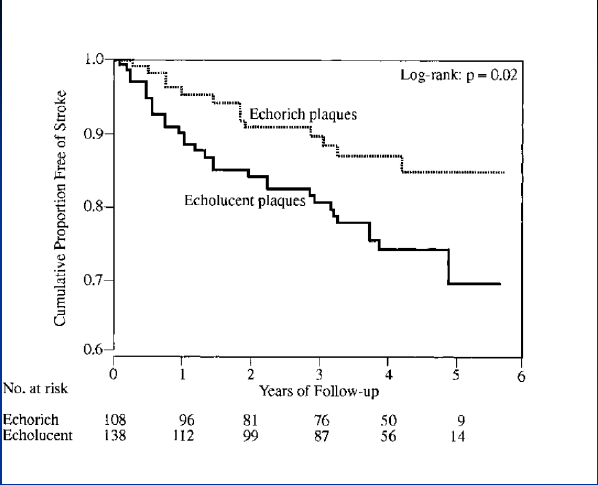 Log-rank: p = 0.02
Cumulative Proportion Free of Stroke
1.0
0.9
0.8
0.7
0.6
Echorich plaques
Echolucent plaques
0 1 2 3 4 5 6
Years of Follow-up
No. at risk
Echorich 108 96 81 76 50 9
Echolucent 138 112 99 87 56 14